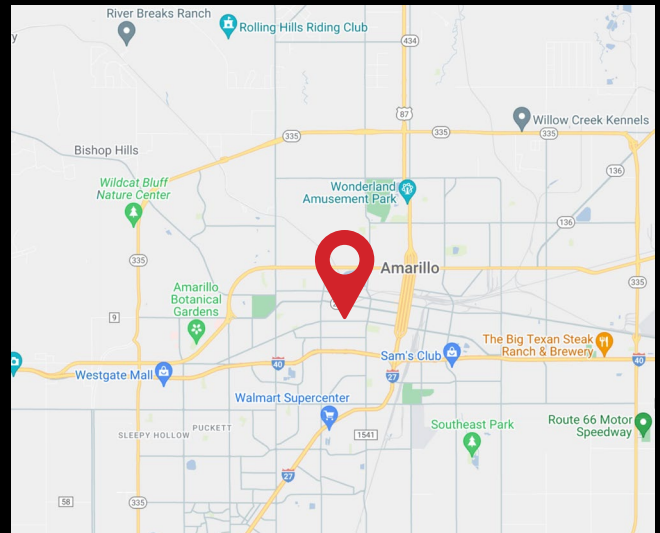 River Breaks Ranch
Rolling Hills Riding Club
y
434
87
Willow Creek Kennels
335
335
335
Bishop Hills
136
Wildcat Bluff
Nature Center
Wonderland
Amusement Park
136
335
Amarillo
335
Amarillo
Botanical
Gardens
9
The Big Texan Steak
Ranch & Brewery
Sam's Club
40
40
Westgate Mall
27
Walmart Supercenter
Route 66 Motor
Speedway
Southeast Park
PUCKETT
SLEEPY HOLLOW
1541
27
58
335